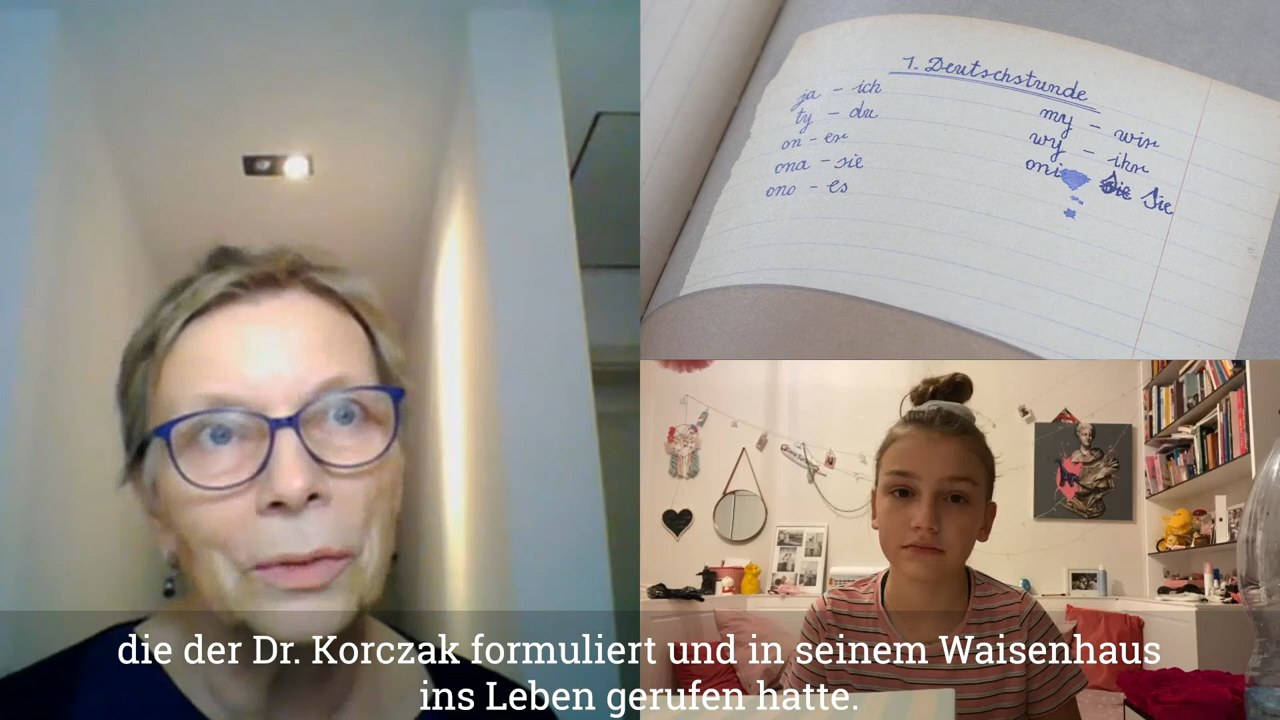 1. Deutschstunde
ja - ich
ty - du
on - er
ona - sie
ono - es
my - wir
wy - ihr
oni Sie Sie
die der Dr. Korczak formuliert und in seinem Waisenhaus
ins Leben gerufen hatte.